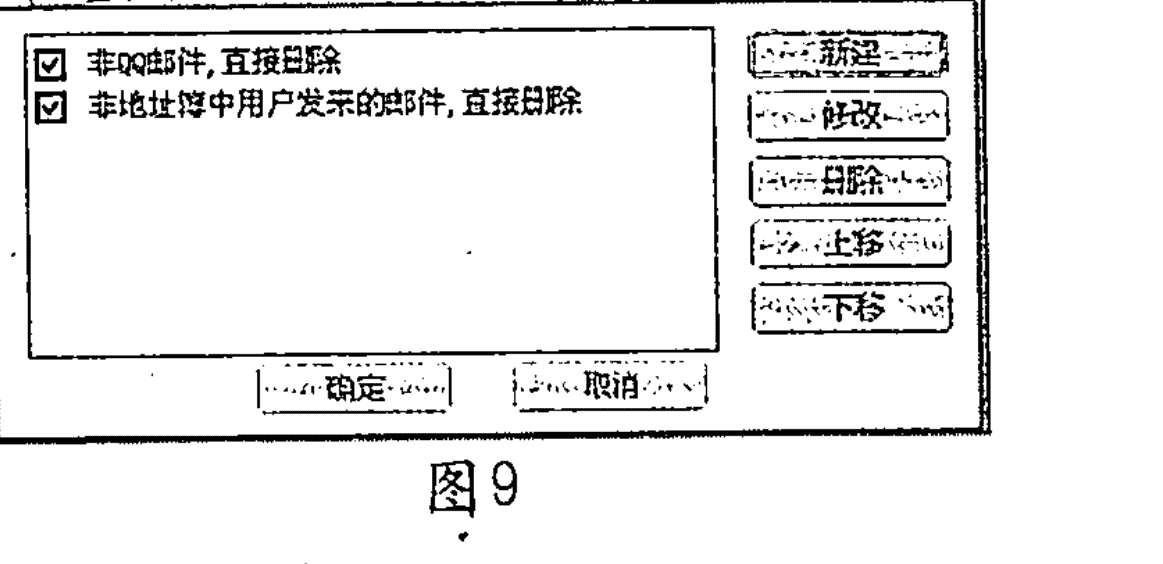 非QQ邮件,直接删除
非地址簿中用户发来的邮件,直接删除
新建
修改
删除
上移
下移
确定
取消
图9